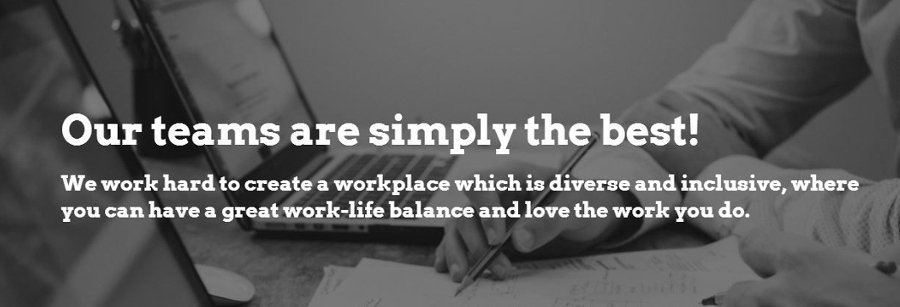 Our teams are simply the best!
We work hard to create a workplace which is diverse and inclusive, where
you can have a great work-life balance and love the work you do.